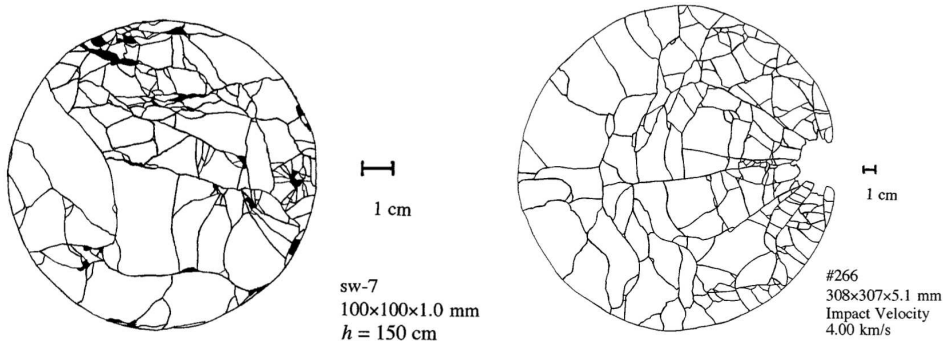 1 cm
sw-7
100×100×1.0 mm
h = 150 cm
1 cm
#266
308×307×5.1 mm
Impact Velocity
4.00 km/s